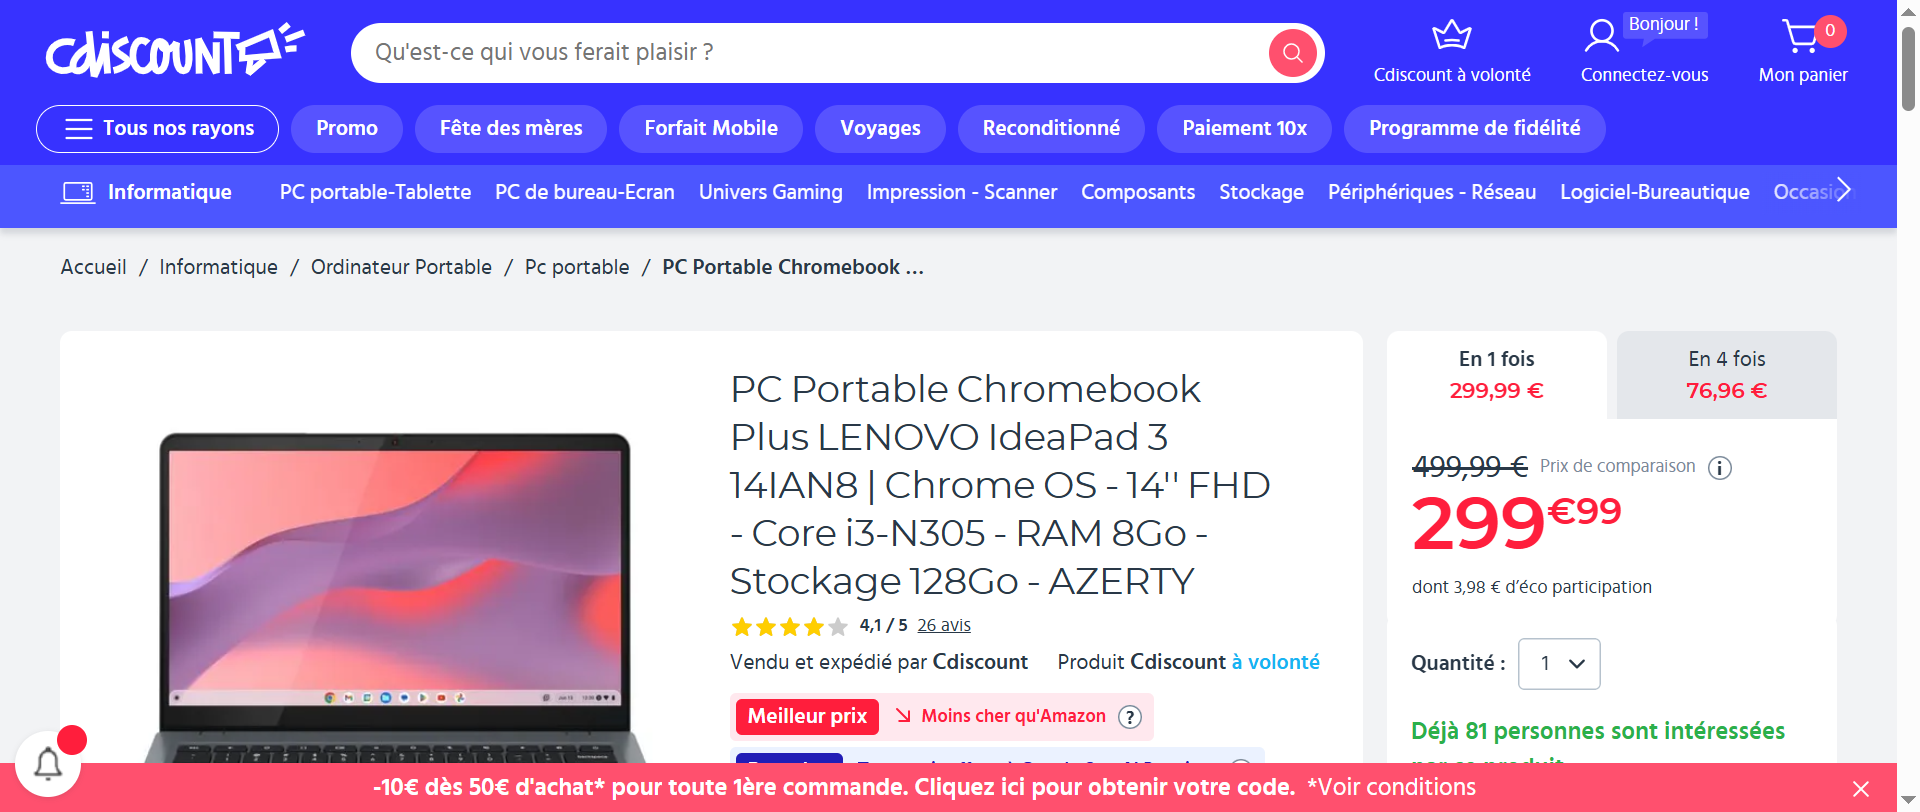 cdiscount
Qu'est-ce qui vous ferait plaisir ?
Cdiscount à volonté
Bonjour !
Connectez-vous
0
Mon panier
Tous nos rayons
Promo
Fête des mères
Forfait Mobile
Voyages
Reconditionné
Paiement 10x
Programme de fidélité
Informatique
PC portable-Tablette
PC de bureau-Ecran
Univers Gaming
Impression - Scanner
Composants
Stockage
Périphériques - Réseau
Logiciel-Bureautique
Accueil / Informatique / Ordinateur Portable / Pc portable / PC Portable Chromebook ...
PC Portable Chromebook
Plus LENOVO IdeaPad 3
14IAN8 | Chrome OS - 14'' FHD
- Core i3-N305 - RAM 8Go -
Stockage 128Go - AZERTY
4,1 / 5 26 avis
Vendu et expédié par Cdiscount Produit Cdiscount à volonté
Meilleur prix Moins cher qu'Amazon ?
En 1 fois
299,99 €
En 4 fois
76,96 €
499,99 € Prix de comparaison i
299€99
dont 3,98 € d'éco participation
Quantité : 1
Déjà 81 personnes sont intéressées
par ce produit
-10€ dès 50€ d'achat* pour toute 1ère commande. Cliquez ici pour obtenir votre code. *Voir conditions